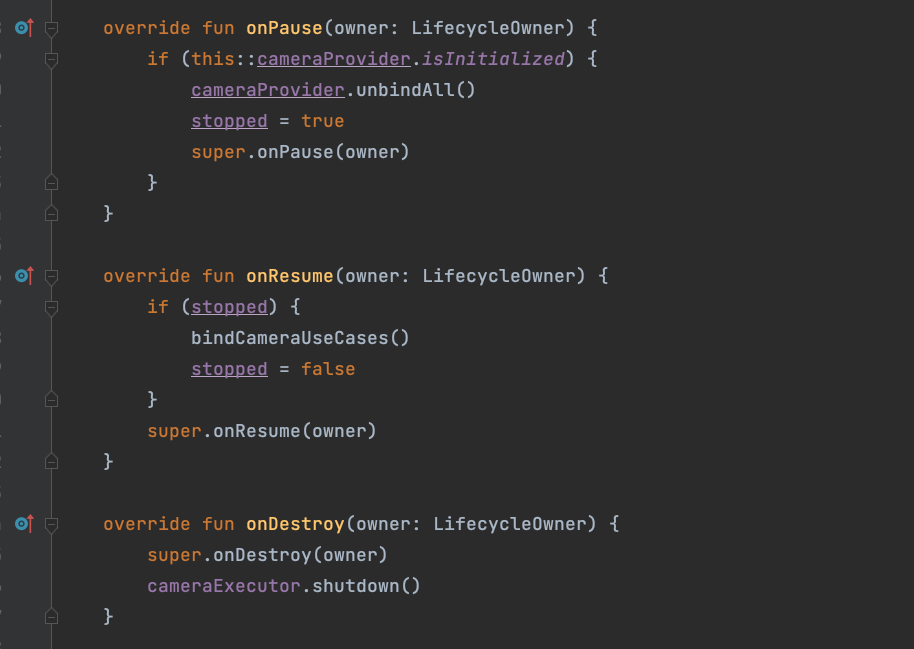 override fun onPause(owner: LifecycleOwner) {
if (this::cameraProvider.isInitialized) {
cameraProvider.unbindAll()
stopped = true
super.onPause(owner)
}
}
override fun onResume(owner: LifecycleOwner) {
if (stopped) {
bindCameraUseCases()
stopped = false
}
super.onResume(owner)
}
override fun onDestroy(owner: LifecycleOwner) {
super.onDestroy(owner)
cameraExecutor.shutdown()
}